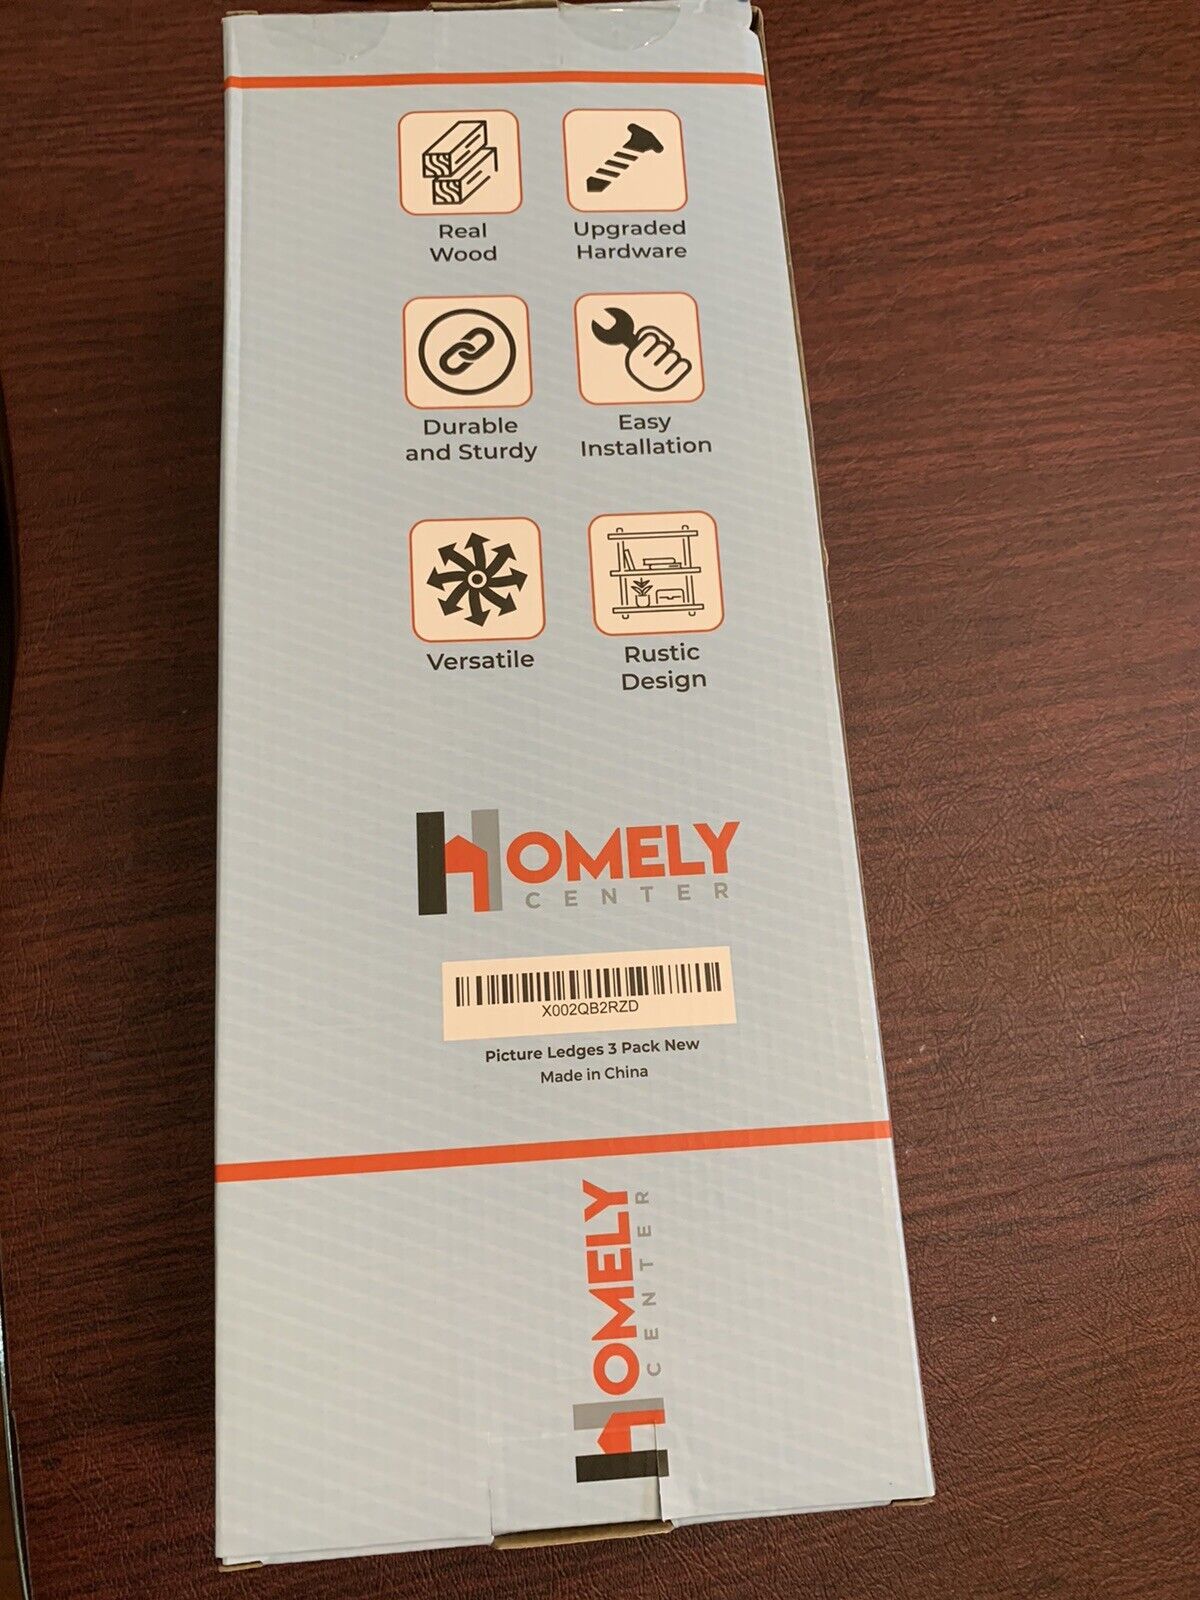 Real
Wood
Upgraded
Hardware
Durable
and Sturdy
Easy
Installation
Versatile
Rustic
Design
HOMELY
CENTER
X002QB2RZD
Picture Ledges 3 Pack New
Made in China
HOMELY
CENTER